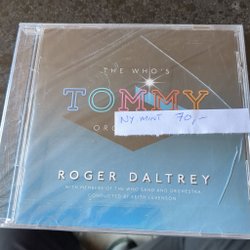 THE WHO'S
TOMMY
NY MINT 70,-
OR
ROGER DALTREY
WITH MEMBERS OF THE WHO BAND AND ORCHESTRA
CONDUCTED BY KEITH LEVENSON